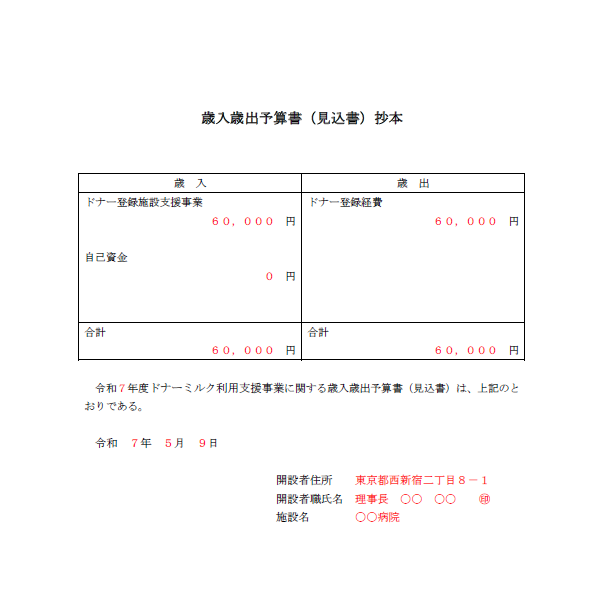 歳入歳出予算書（見込書）抄本
歳　入　歳　出
ドナー登録施設支援事業　ドナー登録経費
６０，０００　円　６０，０００　円
自己資金
０　円
合計　合計
６０，０００　円　６０，０００　円
令和７年度ドナーミルク利用支援事業に関する歳入歳出予算書（見込書）は、上記のと
おりである。
令和　７年　５月　９日
開設者住所　東京都西新宿二丁目８－１
開設者職氏名　理事長　〇〇　〇〇　㊞
施設名　〇〇病院